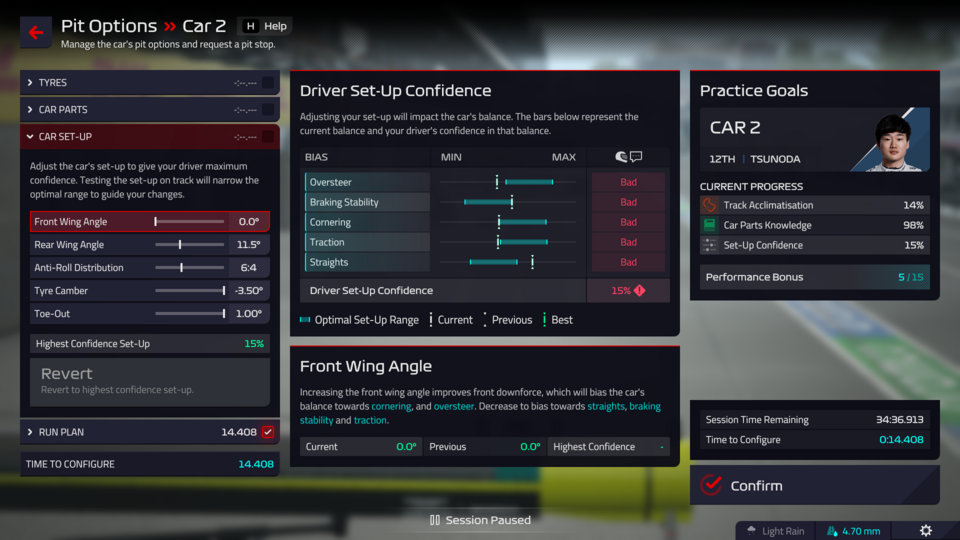 Pit Options » Car 2 H Help
Manage the car's pit options and request a pit stop.
TYRES -:--.---
CAR PARTS -:--.---
CAR SET-UP -:--.---
Adjust the car's set-up to give your driver maximum
confidence. Testing the set-up on track will narrow the
optimal range to guide your changes.
Front Wing Angle 0.0°
Rear Wing Angle 11.5°
Anti-Roll Distribution 6:4
Tyre Camber -3.50°
Toe-Out 1.00°
Highest Confidence Set-Up 15%
Revert
Revert to highest confidence set-up.
RUN PLAN 14.408
TIME TO CONFIGURE 14.408
Driver Set-Up Confidence
Adjusting your set-up will impact the car's balance. The bars below represent the
current balance and your driver's confidence in that balance.
BIAS MIN MAX
Oversteer Bad
Braking Stability Bad
Cornering Bad
Traction Bad
Straights Bad
Driver Set-Up Confidence 15%
Optimal Set-Up Range Current Previous Best
Front Wing Angle
Increasing the front wing angle improves front downforce, which will bias the car's
balance towards cornering, and oversteer. Decrease to bias towards straights, braking
stability and traction.
Current 0.0° Previous 0.0° Highest Confidence -
Practice Goals
CAR 2
12TH | TSUNODA
CURRENT PROGRESS
Track Acclimatisation 14%
Car Parts Knowledge 98%
Set-Up Confidence 15%
Performance Bonus 5 / 15
Session Time Remaining 34:36.913
Time to Configure 0:14.408
Confirm
Session Paused
Light Rain 4.70 mm